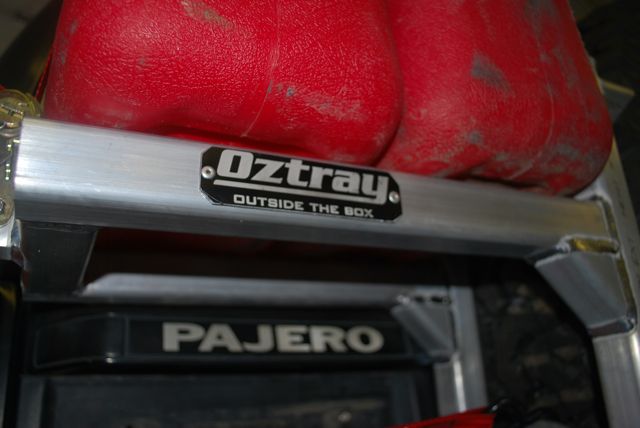 Oztray
OUTSIDE THE BOX
PAJERO